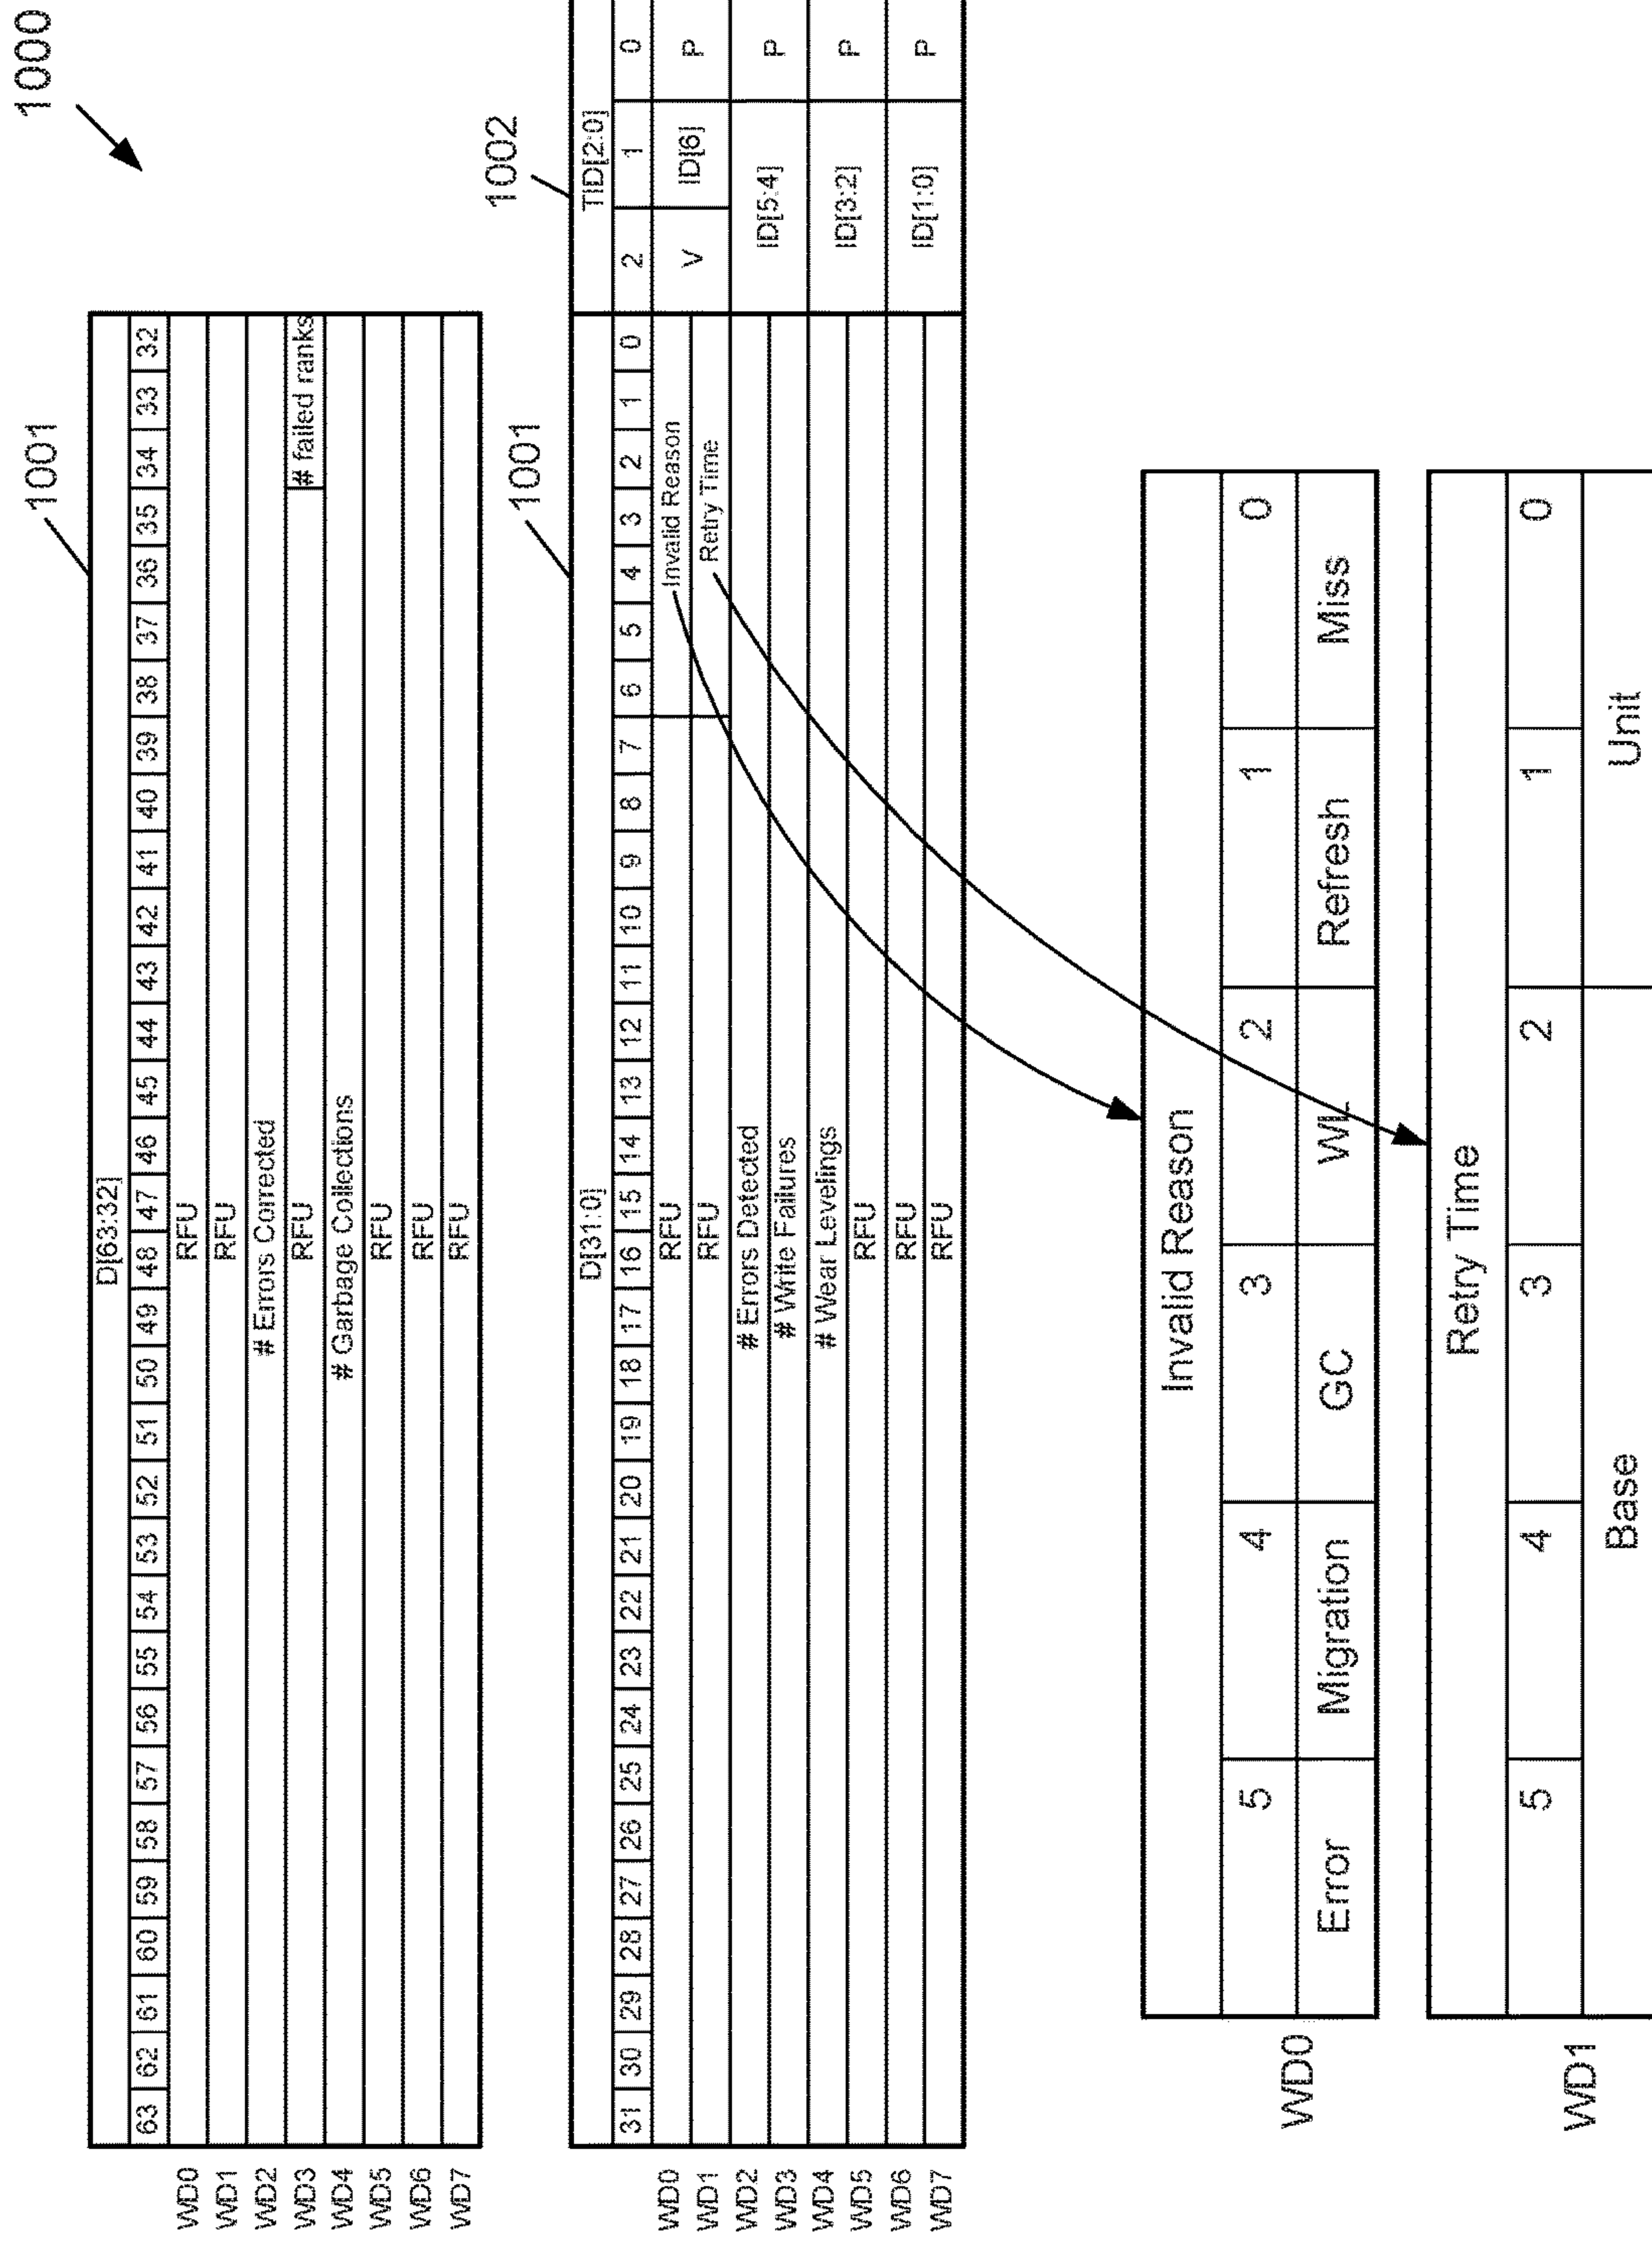 1000
1001
D[63:32]
63 62 61 60 59 58 57 56 55 54 53 52 51 50 49 48 47 46 45 44 43 42 41 40 39 38 37 36 35 34 33 32
WD0 RFU
WD1 RFU
WD2 # Errors Corrected
WD3 RFU # failed ranks
WD4 # Garbage Collections
WD5 RFU
WD6 RFU
WD7 RFU
1001 1002
D[31:0] TID[2:0]
31 30 29 28 27 26 25 24 23 22 21 20 19 18 17 16 15 14 13 12 11 10 9 8 7 6 5 4 3 2 1 0 2 1 0
WD0 RFU Invalid Reason V ID[6] P
WD1 RFU Retry Time
WD2 # Errors Detected ID[5:4] P
WD3 # Write Failures
WD4 # Wear Levelings ID[3:2] P
WD5 RFU
WD6 RFU ID[1:0] P
WD7 RFU
Invalid Reason
WD0 5 4 3 2 1 0
Error Migration GC WL Refresh Miss
Retry Time
WD1 5 4 3 2 1 0
Base Unit